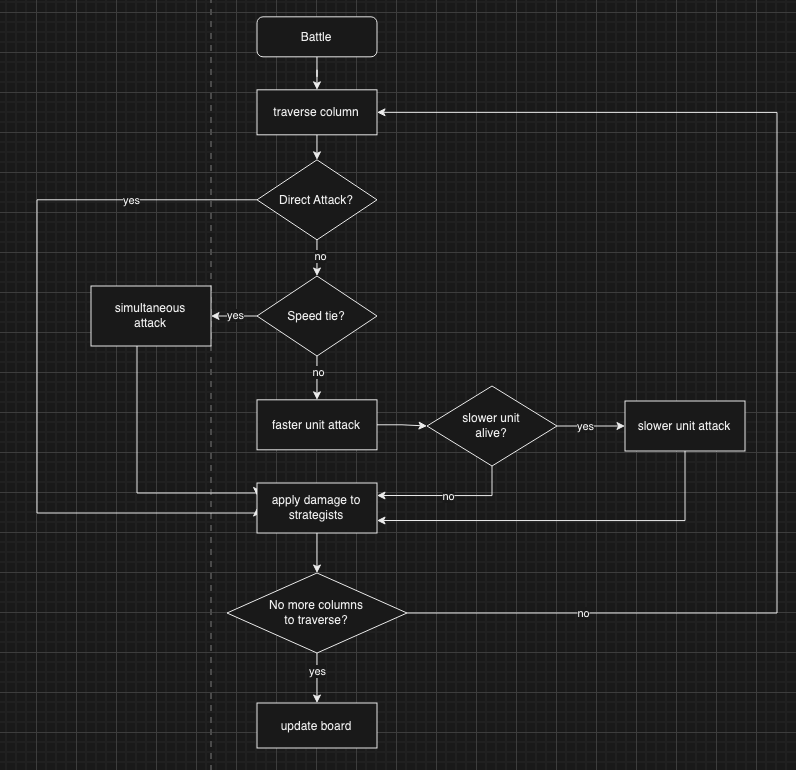 Battle
traverse column
Direct Attack?
yes
no
simultaneous
attack
yes
Speed tie?
no
faster unit attack
slower unit
alive?
yes
slower unit attack
no
apply damage to
strategists
No more columns
to traverse?
no
yes
update board